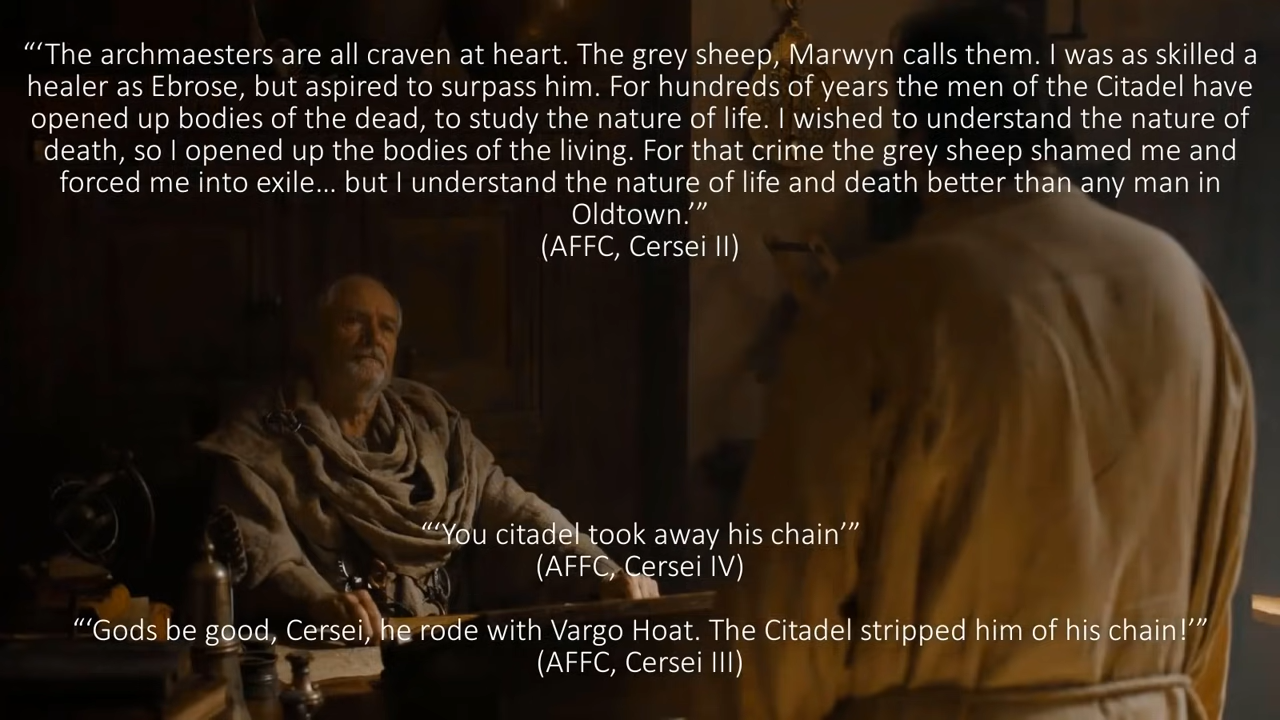 “‘The archmaesters are all craven at heart. The grey sheep, Marwyn calls them. I was as skilled a
healer as Ebrose, but aspired to surpass him. For hundreds of years the men of the Citadel have
opened up bodies of the dead, to study the nature of life. I wished to understand the nature of
death, so I opened up the bodies of the living. For that crime the grey sheep shamed me and
forced me into exile… but I understand the nature of life and death better than any man in
Oldtown.’”
(AFFC, Cersei II)
“‘You citadel took away his chain’”
(AFFC, Cersei IV)
“‘Gods be good, Cersei, he rode with Vargo Hoat. The Citadel stripped him of his chain!’”
(AFFC, Cersei III)